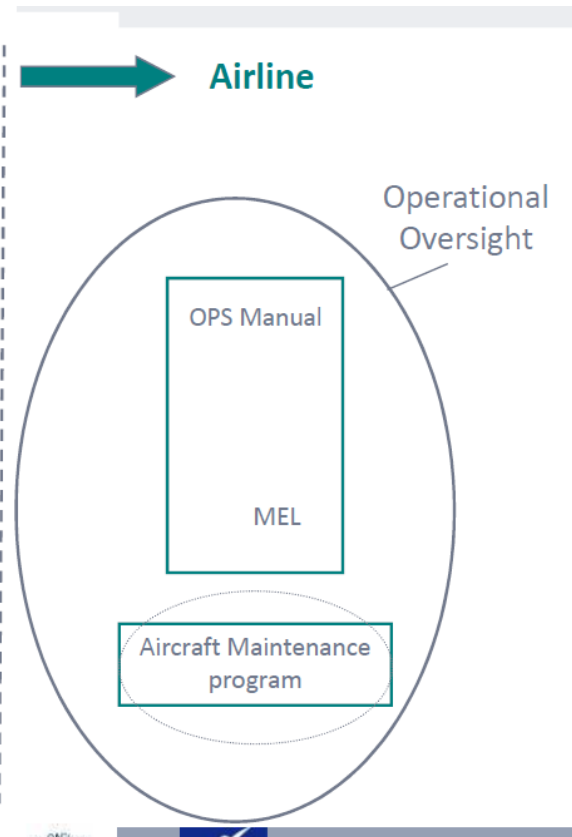 Airline
Operational
Oversight
OPS Manual
MEL
Aircraft Maintenance
program